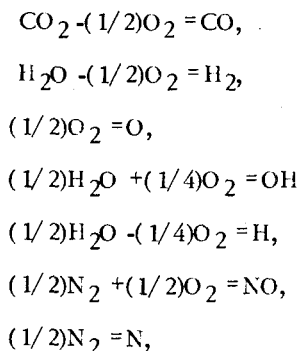 CO₂ -(1/2)O₂ =CO,
H₂O -(1/2)O₂ =H₂,
(1/2)O₂ =O,
(1/2)H₂O +(1/4)O₂ =OH
(1/2)H₂O -(1/4)O₂ =H,
(1/2)N₂ +(1/2)O₂ =NO,
(1/2)N₂ =N,